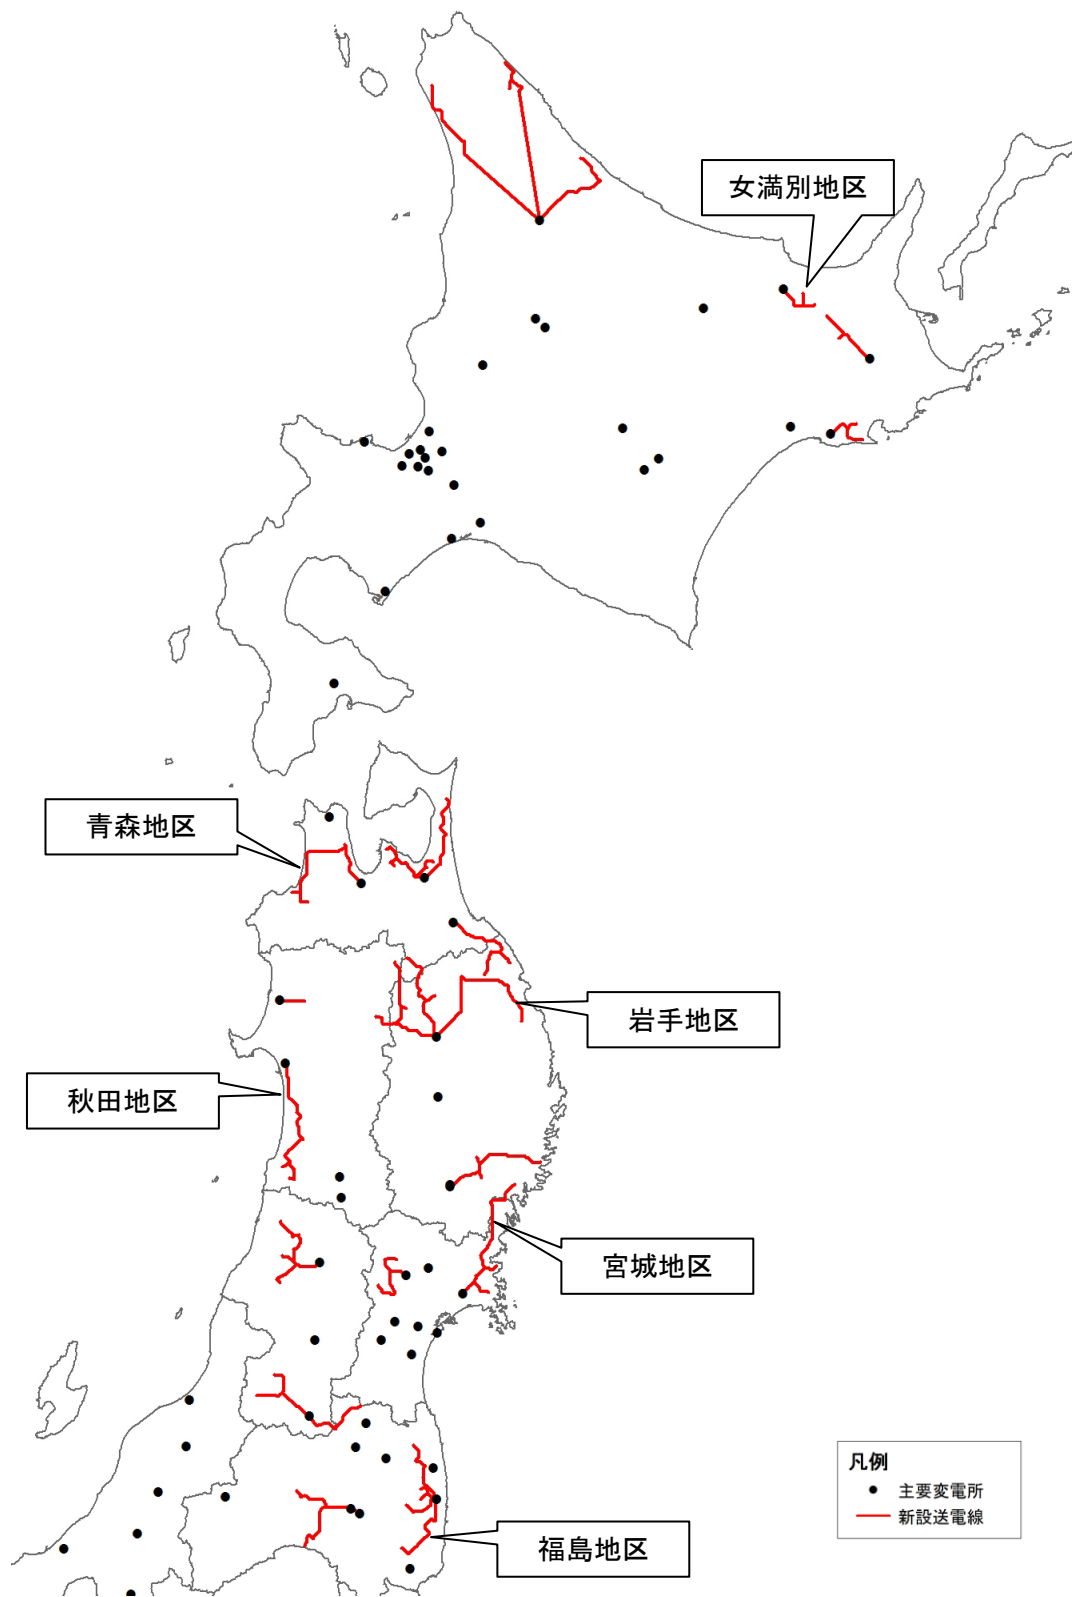 女満別地区
青森地区
岩手地区
秋田地区
宮城地区
福島地区
凡例
主要変電所
新設送電線